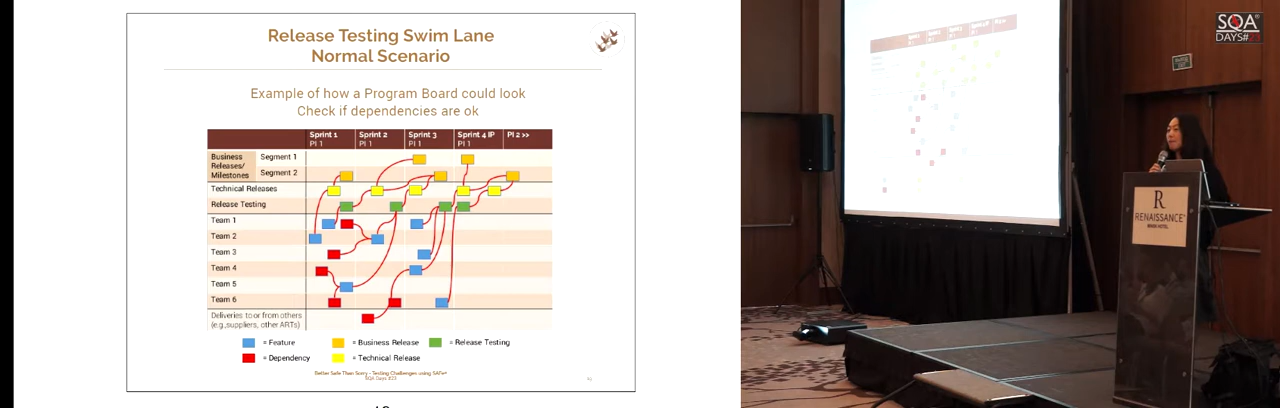 Release Testing Swim Lane
Normal Scenario
Example of how a Program Board could look
Check if dependencies are ok
Sprint 1 Sprint 2 Sprint 3 Sprint 4 IP PI 2 >>
PI 1 PI 1 PI 1 PI 1
Business Segment 1
Releases/
Milestones Segment 2
Technical Releases
Release Testing
Team 1
Team 2
Team 3
Team 4
Team 5
Team 6
Deliveries to or from others
(e.g.,suppliers, other ARTs)
= Feature = Business Release = Release Testing
= Dependency = Technical Release
Better Safe Than Sorry - Testing Challenges using SAFe®
SQA Days #23
SQA
DAYS#23
R
RENAISSANCE®